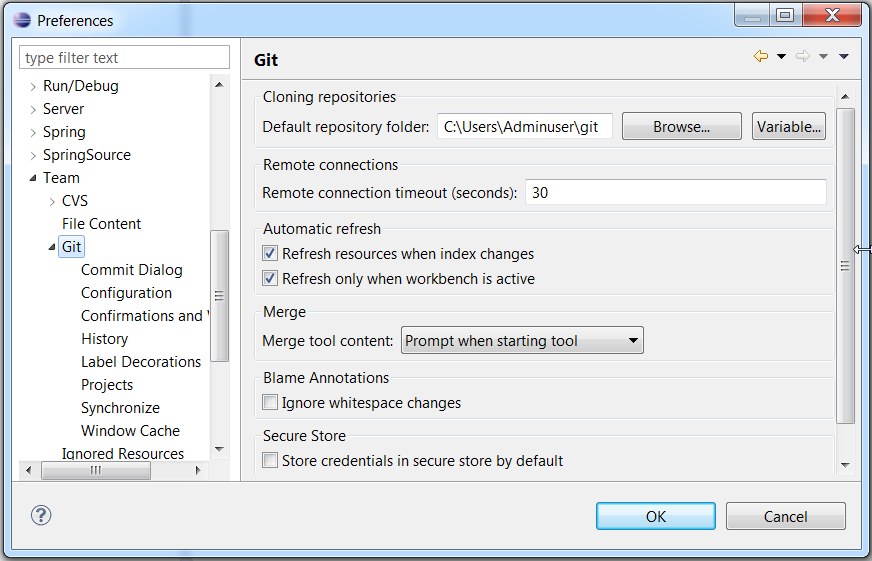 Preferences
type filter text
Run/Debug
Server
Spring
SpringSource
Team
CVS
File Content
Git
Commit Dialog
Configuration
Confirmations and
History
Label Decorations
Projects
Synchronize
Window Cache
Ignored Resources
Git
Cloning repositories
Default repository folder: C:\Users\Adminuser\git Browse... Variable...
Remote connections
Remote connection timeout (seconds): 30
Automatic refresh
Refresh resources when index changes
Refresh only when workbench is active
Merge
Merge tool content: Prompt when starting tool
Blame Annotations
Ignore whitespace changes
Secure Store
Store credentials in secure store by default
? OK Cancel